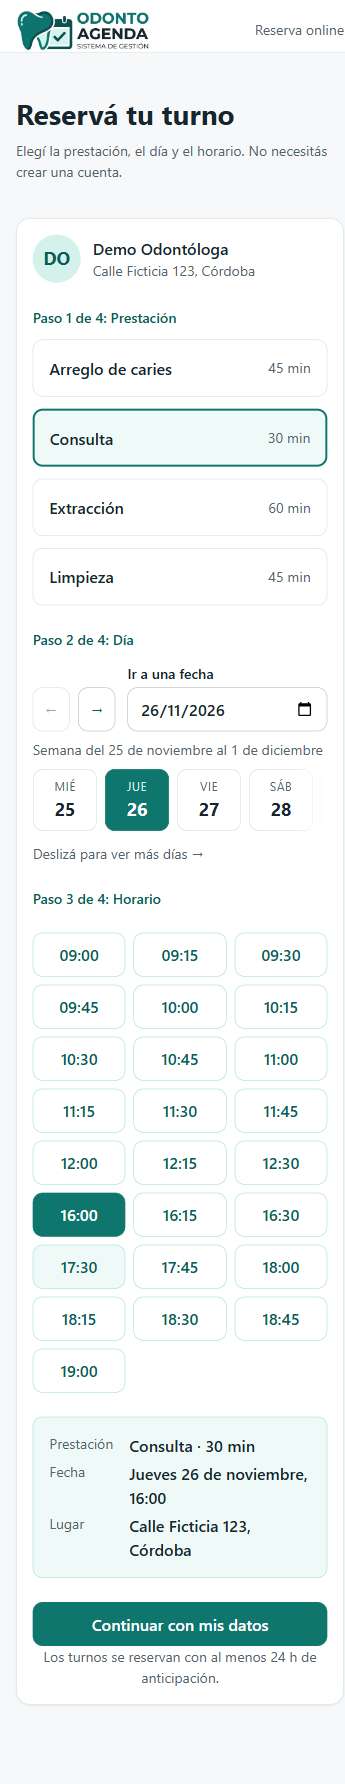 ODONTO
AGENDA
SISTEMA DE GESTIÓN
Reserva online
Reservá tu turno
Elegí la prestación, el día y el horario. No necesitás
crear una cuenta.
DO
Demo Odontóloga
Calle Ficticia 123, Córdoba
Paso 1 de 4: Prestación
Arreglo de caries 45 min
Consulta 30 min
Extracción 60 min
Limpieza 45 min
Paso 2 de 4: Día
Ir a una fecha
← → 26/11/2026
Semana del 25 de noviembre al 1 de diciembre
MIÉ JUE VIE SÁB
25 26 27 28
Deslizá para ver más días →
Paso 3 de 4: Horario
09:00 09:15 09:30
09:45 10:00 10:15
10:30 10:45 11:00
11:15 11:30 11:45
12:00 12:15 12:30
16:00 16:15 16:30
17:30 17:45 18:00
18:15 18:30 18:45
19:00
Prestación Consulta · 30 min
Fecha Jueves 26 de noviembre,
16:00
Lugar Calle Ficticia 123,
Córdoba
Continuar con mis datos
Los turnos se reservan con al menos 24 h de
anticipación.